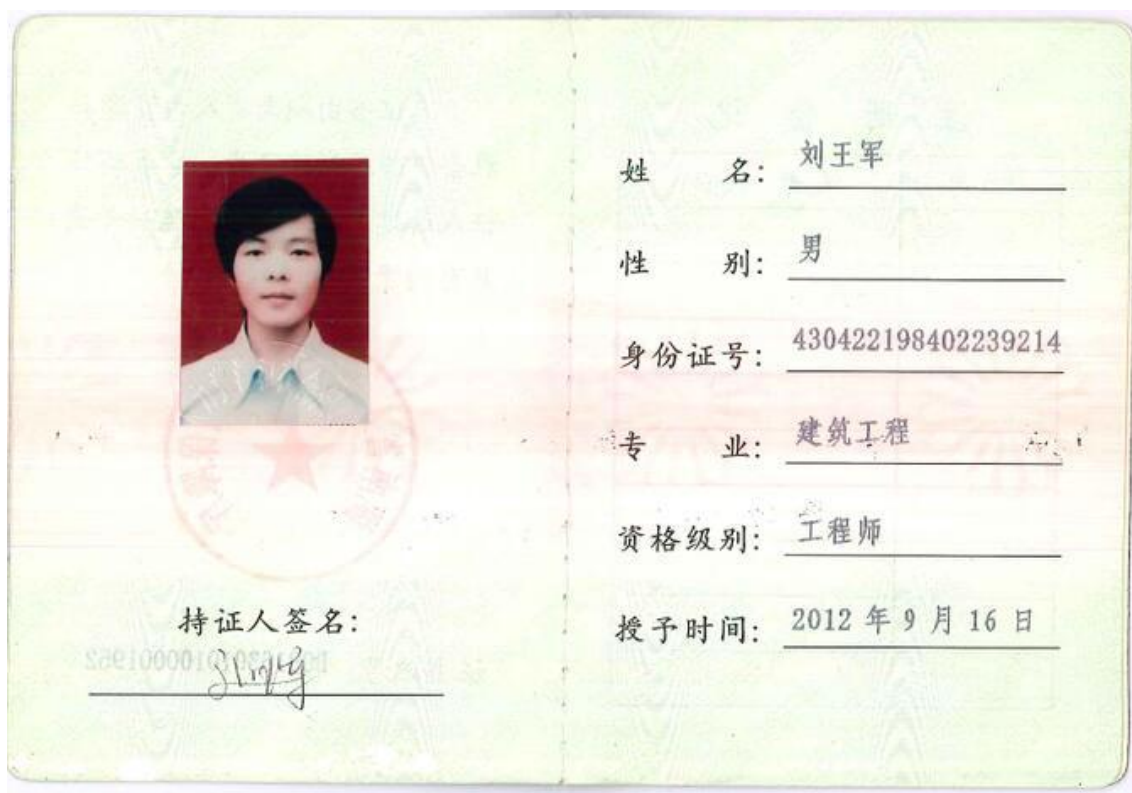 持证人签名:
姓 名: 刘王军
性 别: 男
身份证号: 430422198402239214
专 业: 建筑工程
资格级别: 工程师
授予时间: 2012 年 9 月 16 日